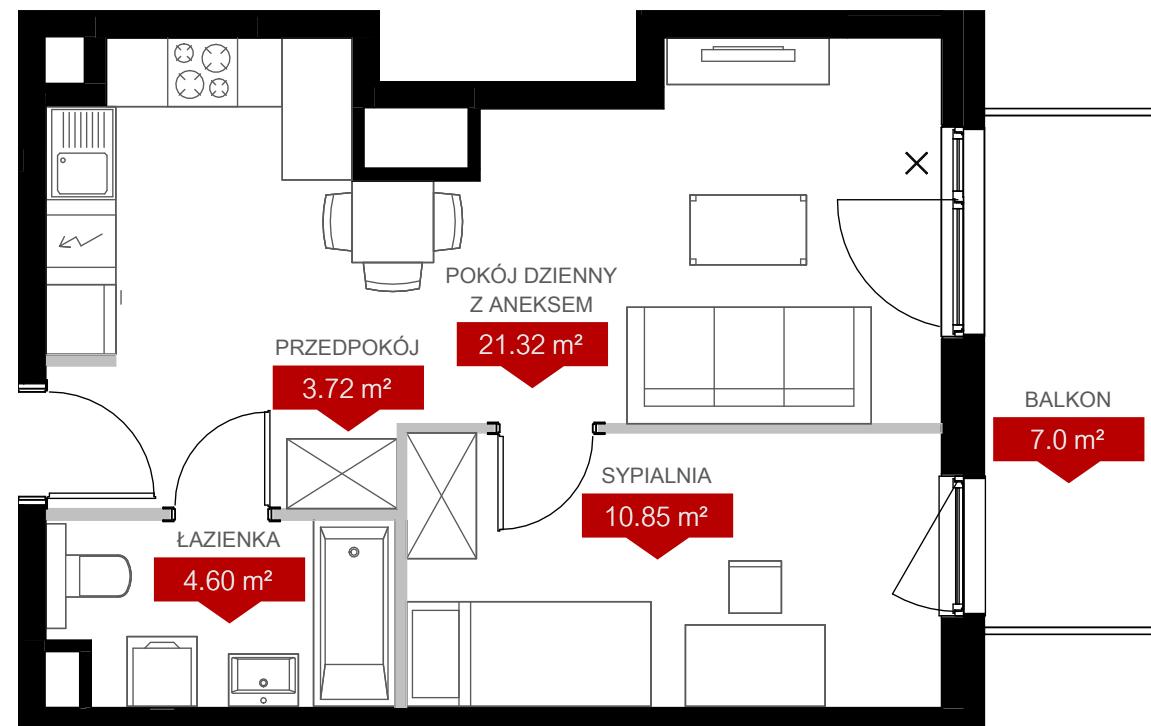 POKÓJ DZIENNY
Z ANEKSEM
21.32 m²
PRZEDPOKÓJ
3.72 m²
BALKON
7.0 m²
SYPIALNIA
10.85 m²
ŁAZIENKA
4.60 m²